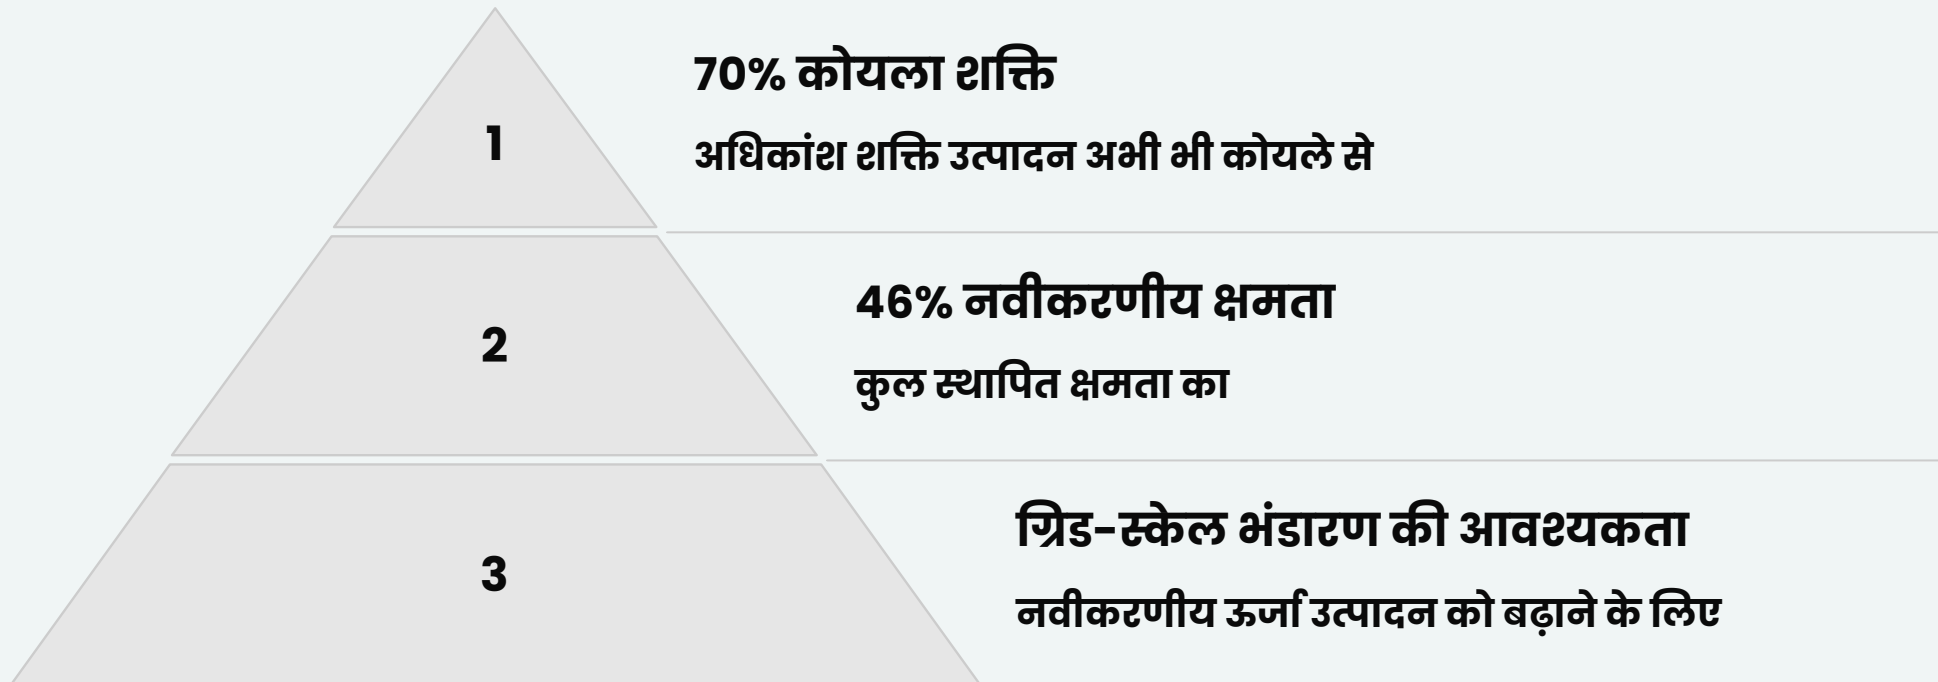 1
70% कोयला शक्ति
अधिकांश शक्ति उत्पादन अभी भी कोयले से
2
46% नवीकरणीय क्षमता
कुल स्थापित क्षमता का
3
ग्रिड-स्केल भंडारण की आवश्यकता
नवीकरणीय ऊर्जा उत्पादन को बढ़ाने के लिए